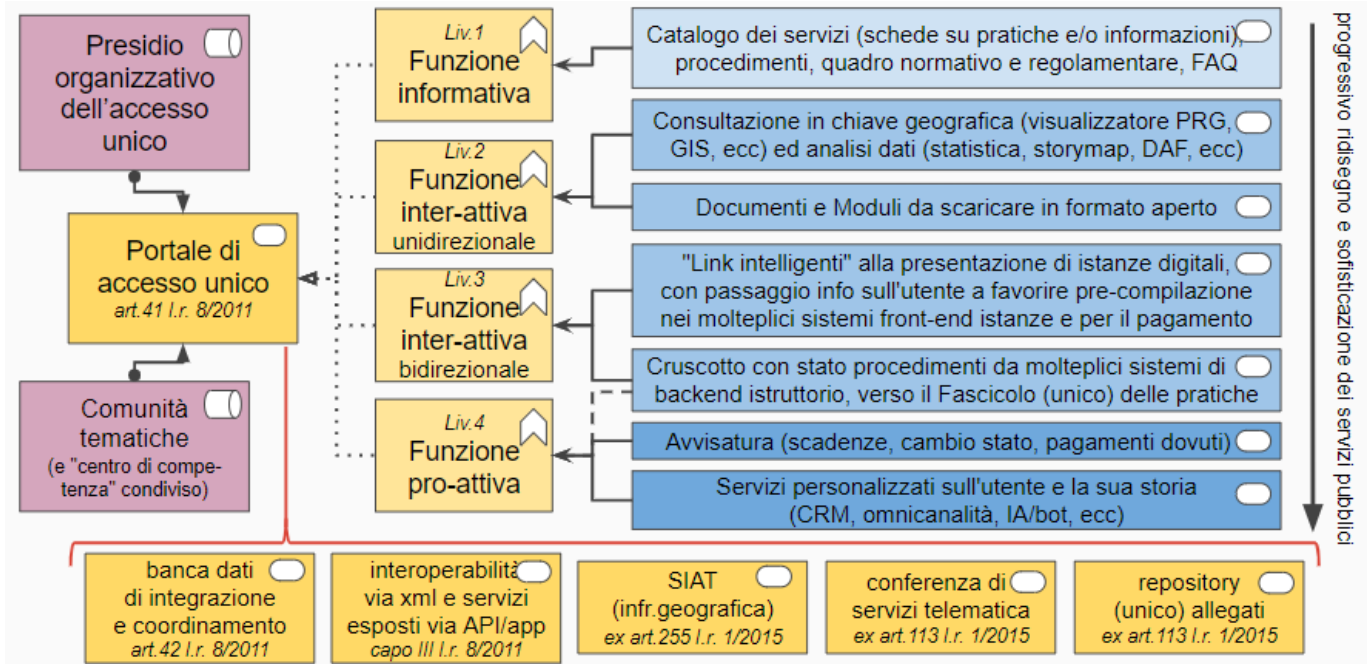 Presidio
organizzativo
dell'accesso
unico
Portale di
accesso unico
art.41 l.r. 8/2011
Comunità
tematiche
(e "centro di compe-
tenza" condiviso)
Liv.1
Funzione
informativa
Liv.2
Funzione
inter-attiva
unidirezionale
Liv.3
Funzione
inter-attiva
bidirezionale
Liv.4
Funzione
pro-attiva
Catalogo dei servizi (schede su pratiche e/o informazioni),
procedimenti, quadro normativo e regolamentare, FAQ
Consultazione in chiave geografica (visualizzatore PRG,
GIS, ecc) ed analisi dati (statistica, storymap, DAF, ecc)
Documenti e Moduli da scaricare in formato aperto
"Link intelligenti" alla presentazione di istanze digitali,
con passaggio info sull'utente a favorire pre-compilazione
nei molteplici sistemi front-end istanze e per il pagamento
Cruscotto con stato procedimenti da molteplici sistemi di
backend istruttorio, verso il Fascicolo (unico) delle pratiche
Avvisatura (scadenze, cambio stato, pagamenti dovuti)
Servizi personalizzati sull'utente e la sua storia
(CRM, omnicanalità, IA/bot, ecc)
progressivo ridisegno e sofisticazione dei servizi pubblici
banca dati
di integrazione
e coordinamento
art.42 l.r. 8/2011
interoperabilità
via xml e servizi
esposti via API/app
capo III l.r. 8/2011
SIAT
(infr.geografica)
ex art.255 l.r. 1/2015
conferenza di
servizi telematica
ex art.113 l.r. 1/2015
repository
(unico) allegati
ex art.113 l.r. 1/2015